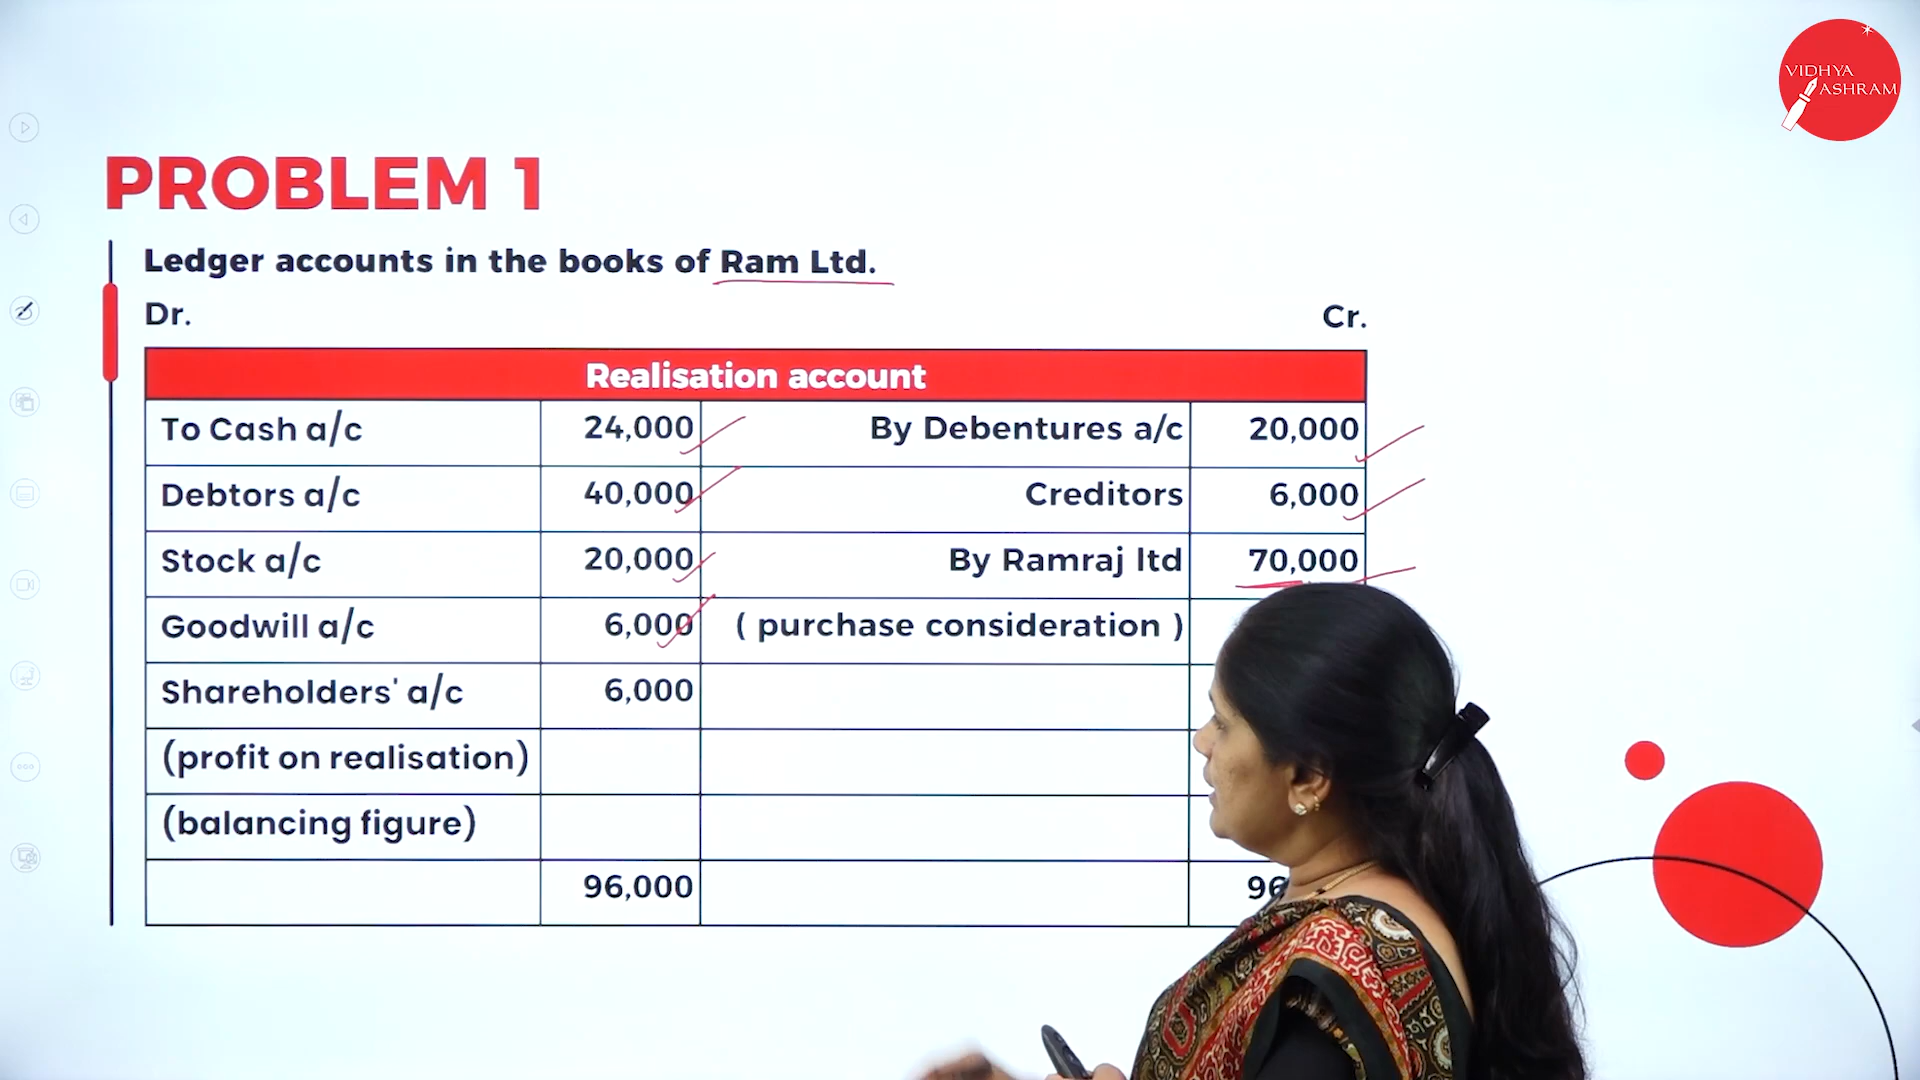 VIDHYA
ASHRAM
PROBLEM 1
Ledger accounts in the books of Ram Ltd.
Dr. Cr.
Realisation account
To Cash a/c 24,000 By Debentures a/c 20,000
Debtors a/c 40,000 Creditors 6,000
Stock a/c 20,000 By Ramraj ltd 70,000
Goodwill a/c 6,000 ( purchase consideration )
Shareholders' a/c 6,000
(profit on realisation)
(balancing figure)
96,000